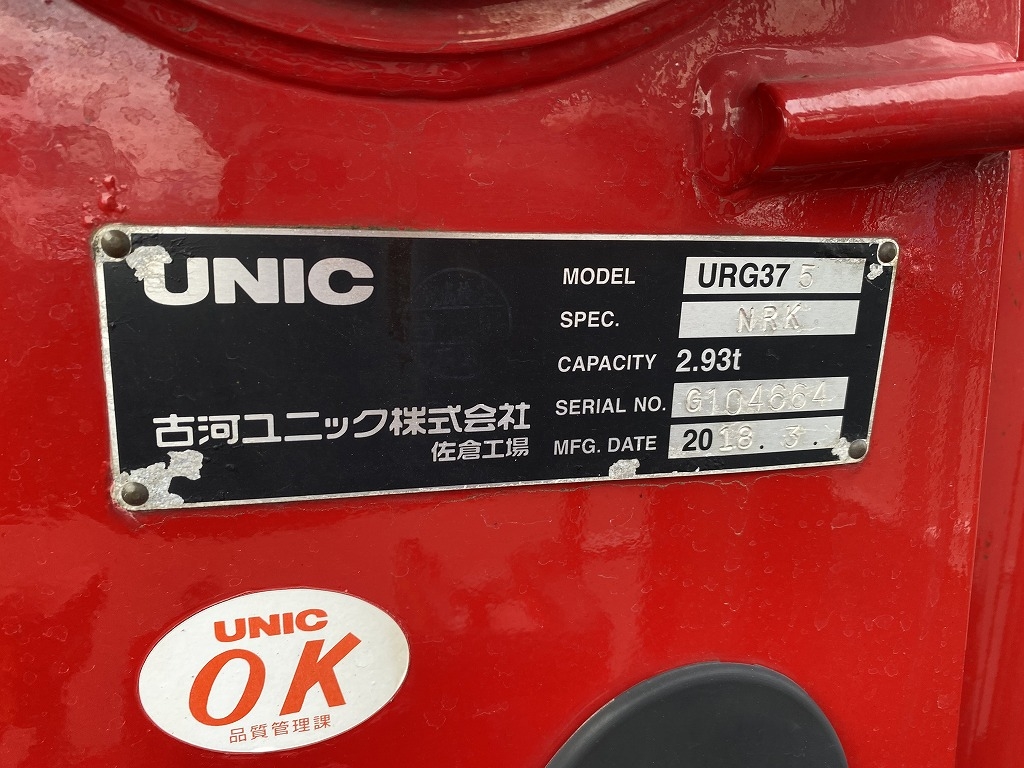 UNIC
MODEL URG375
SPEC. NRK
CAPACITY 2.93t
SERIAL NO. G104664
MFG. DATE 2018. 3.
古河ユニック株式会社
佐倉工場
UNIC
OK
品質管理課